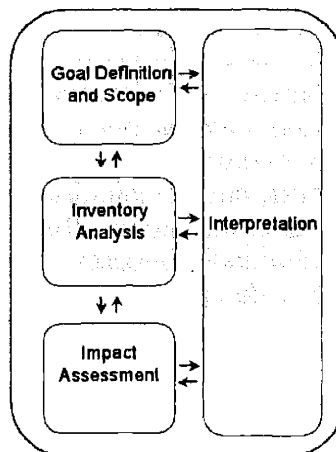 Goal Definition
and Scope
Inventory
Analysis
Interpretation
Impact
Assessment